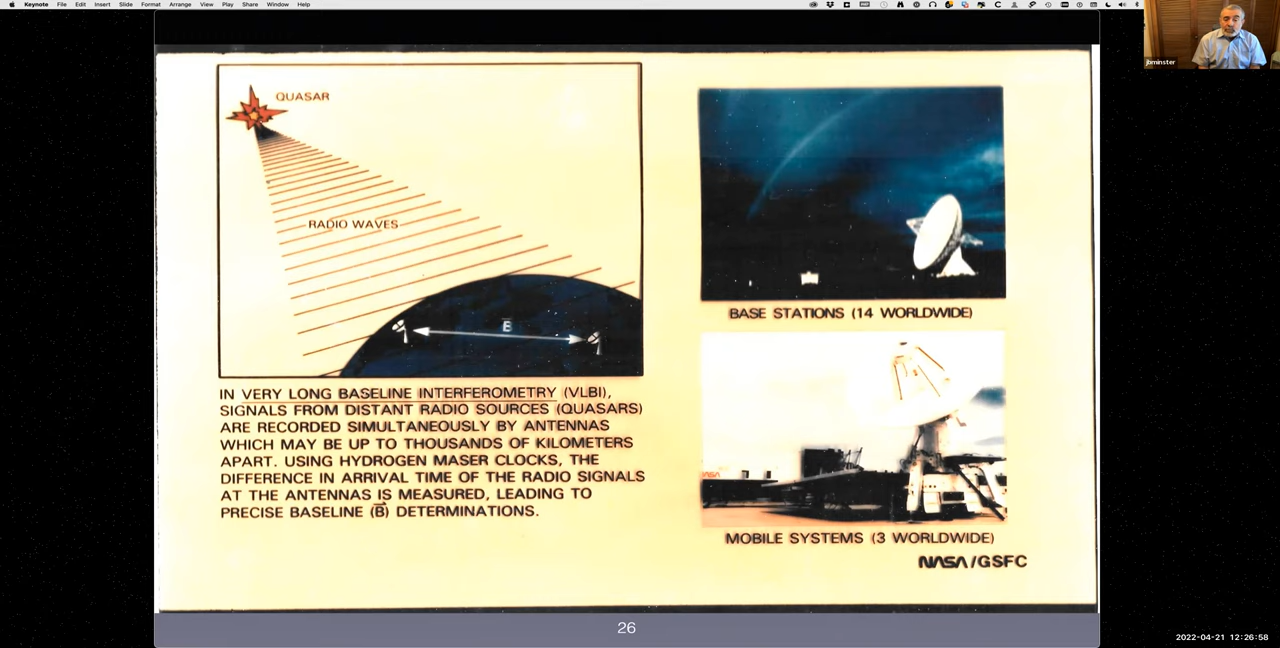 Keynote File Edit Insert Slide Format Arrange View Play Share Window Help
jbminster
QUASAR
RADIO WAVES
B
IN VERY LONG BASELINE INTERFEROMETRY (VLBI),
SIGNALS FROM DISTANT RADIO SOURCES (QUASARS)
ARE RECORDED SIMULTANEOUSLY BY ANTENNAS
WHICH MAY BE UP TO THOUSANDS OF KILOMETERS
APART. USING HYDROGEN MASER CLOCKS, THE
DIFFERENCE IN ARRIVAL TIME OF THE RADIO SIGNALS
AT THE ANTENNAS IS MEASURED, LEADING TO
PRECISE BASELINE (B) DETERMINATIONS.
BASE STATIONS (14 WORLDWIDE)
NASA
MOBILE SYSTEMS (3 WORLDWIDE)
NASA/GSFC
26
2022-04-21 12:26:58